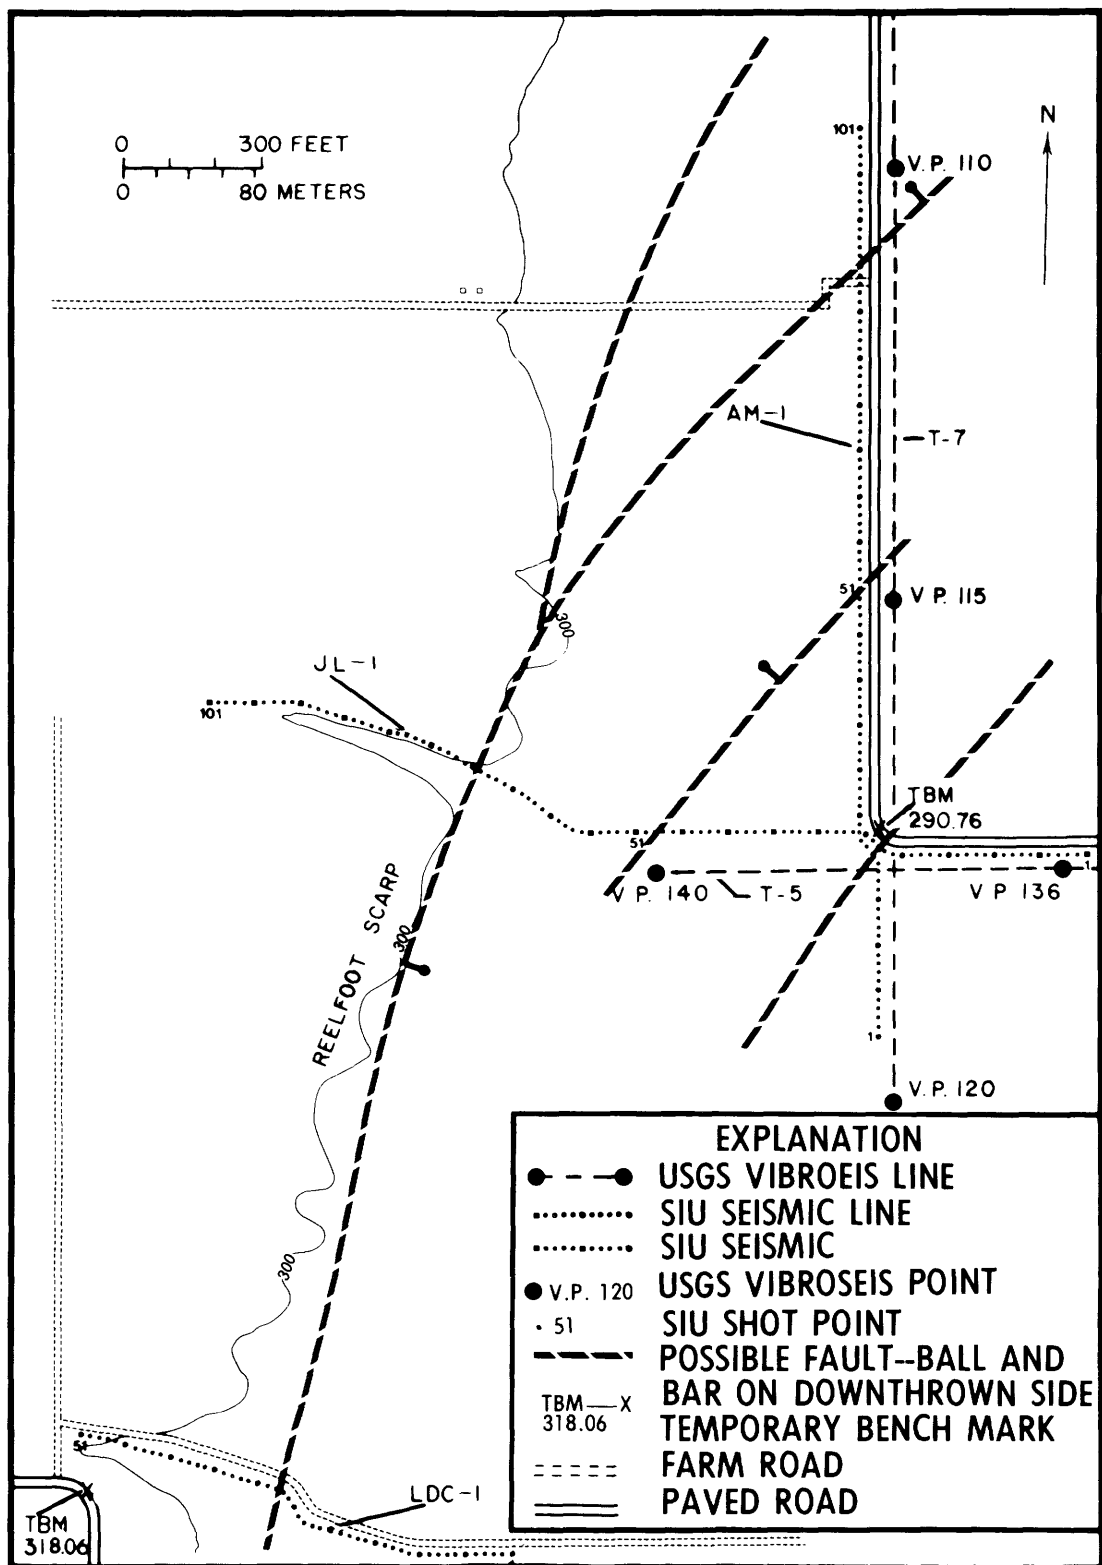 0 300 FEET
0 80 METERS
N
101
V.P. 110
AM-1
T-7
51
V P. 115
300
JL-1
101
TBM
290.76
51
1
V P. 140
T-5
V P 136
REELFOOT SCARP
300
1
V.P. 120
300
51
LDC-1
TBM
318.06
EXPLANATION
USGS VIBROEIS LINE
SIU SEISMIC LINE
SIU SEISMIC
V.P. 120 USGS VIBROSEIS POINT
51 SIU SHOT POINT
POSSIBLE FAULT--BALL AND
BAR ON DOWNTHROWN SIDE
TBM—X
318.06 TEMPORARY BENCH MARK
FARM ROAD
PAVED ROAD